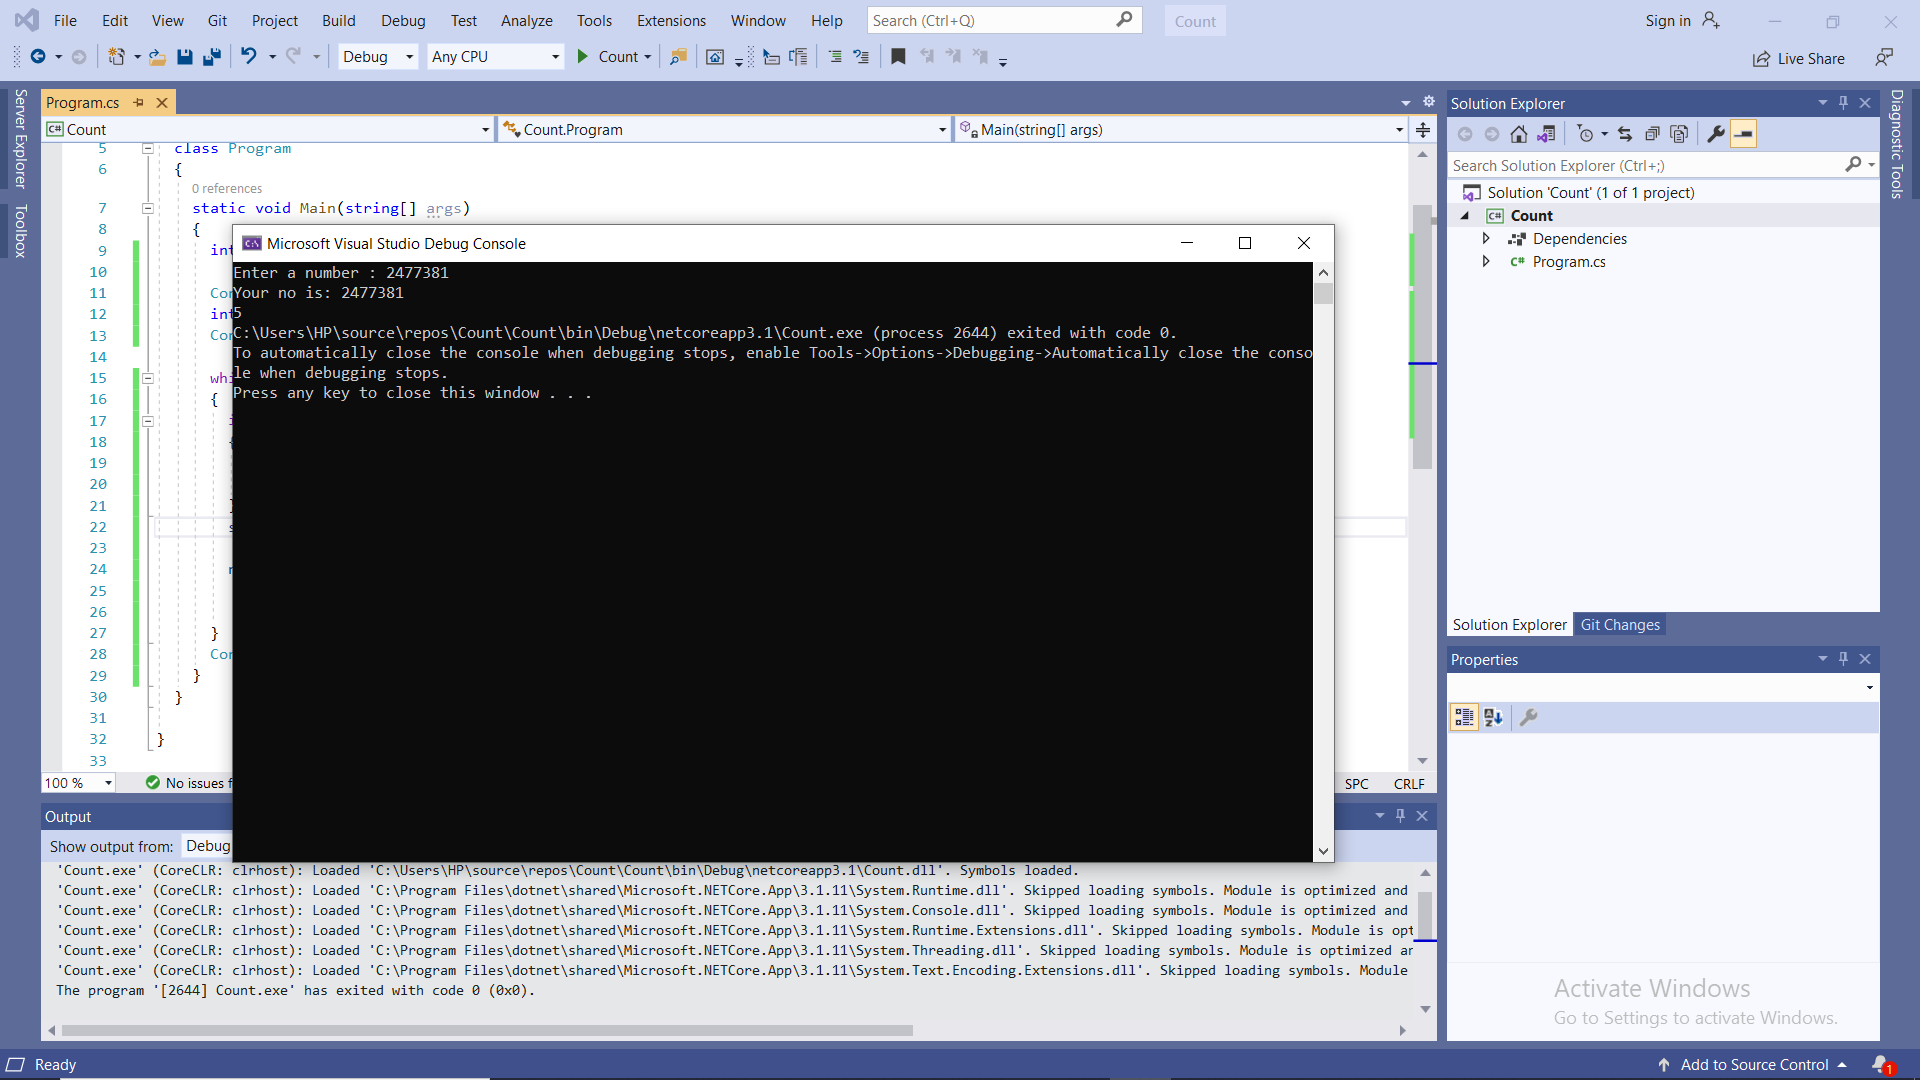 File Edit View Git Project Build Debug Test Analyze Tools Extensions Window Help Search (Ctrl+Q) Count Sign in
Debug Any CPU Count Live Share
Server Explorer
Toolbox
Program.cs
Count Count.Program Main(string[] args)
5 class Program
6 {
0 references
7 static void Main(string[] args)
8 {
9
10
11
12
13
14
15
16 {
17
18
19
20
21
22
23
24
25
26
27 }
28
29 }
30 }
31
32 }
33
100 % No issues
SPC CRLF
Microsoft Visual Studio Debug Console
Enter a number : 2477381
Your no is: 2477381
5
C:\Users\HP\source\repos\Count\Count\bin\Debug\netcoreapp3.1\Count.exe (process 2644) exited with code 0.
To automatically close the console when debugging stops, enable Tools->Options->Debugging->Automatically close the conso
le when debugging stops.
Press any key to close this window . . .
Output
Show output from: Debug
'Count.exe' (CoreCLR: clrhost): Loaded 'C:\Users\HP\source\repos\Count\Count\bin\Debug\netcoreapp3.1\Count.dll'. Symbols loaded.
'Count.exe' (CoreCLR: clrhost): Loaded 'C:\Program Files\dotnet\shared\Microsoft.NETCore.App\3.1.11\System.Runtime.dll'. Skipped loading symbols. Module is optimized and
'Count.exe' (CoreCLR: clrhost): Loaded 'C:\Program Files\dotnet\shared\Microsoft.NETCore.App\3.1.11\System.Console.dll'. Skipped loading symbols. Module is optimized and
'Count.exe' (CoreCLR: clrhost): Loaded 'C:\Program Files\dotnet\shared\Microsoft.NETCore.App\3.1.11\System.Runtime.Extensions.dll'. Skipped loading symbols. Module is opt
'Count.exe' (CoreCLR: clrhost): Loaded 'C:\Program Files\dotnet\shared\Microsoft.NETCore.App\3.1.11\System.Threading.dll'. Skipped loading symbols. Module is optimized an
'Count.exe' (CoreCLR: clrhost): Loaded 'C:\Program Files\dotnet\shared\Microsoft.NETCore.App\3.1.11\System.Text.Encoding.Extensions.dll'. Skipped loading symbols. Module
The program '[2644] Count.exe' has exited with code 0 (0x0).
Solution Explorer
Search Solution Explorer (Ctrl+;)
Solution 'Count' (1 of 1 project)
C# Count
Dependencies
C# Program.cs
Solution Explorer Git Changes
Properties
Diagnostic Tools
Activate Windows
Go to Settings to activate Windows.
Ready Add to Source Control 1